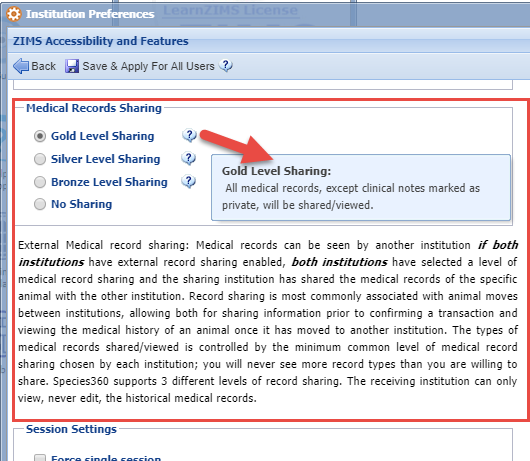 LearnZIMS License
Institution Preferences
ZIMS Accessibility and Features
Back Save & Apply For All Users
Medical Records Sharing
Gold Level Sharing
Silver Level Sharing
Bronze Level Sharing
No Sharing
Gold Level Sharing:
All medical records, except clinical notes marked as
private, will be shared/viewed.
External Medical record sharing: Medical records can be seen by another institution if both
institutions have external record sharing enabled, both institutions have selected a level of
medical record sharing and the sharing institution has shared the medical records of the specific
animal with the other institution. Record sharing is most commonly associated with animal moves
between institutions, allowing both for sharing information prior to confirming a transaction and
viewing the medical history of an animal once it has moved to another institution. The types of
medical records shared/viewed is controlled by the minimum common level of medical record
sharing chosen by each institution; you will never see more record types than you are willing to
share. Species360 supports 3 different levels of record sharing. The receiving institution can only
view, never edit, the historical medical records.
Session Settings
Force single session